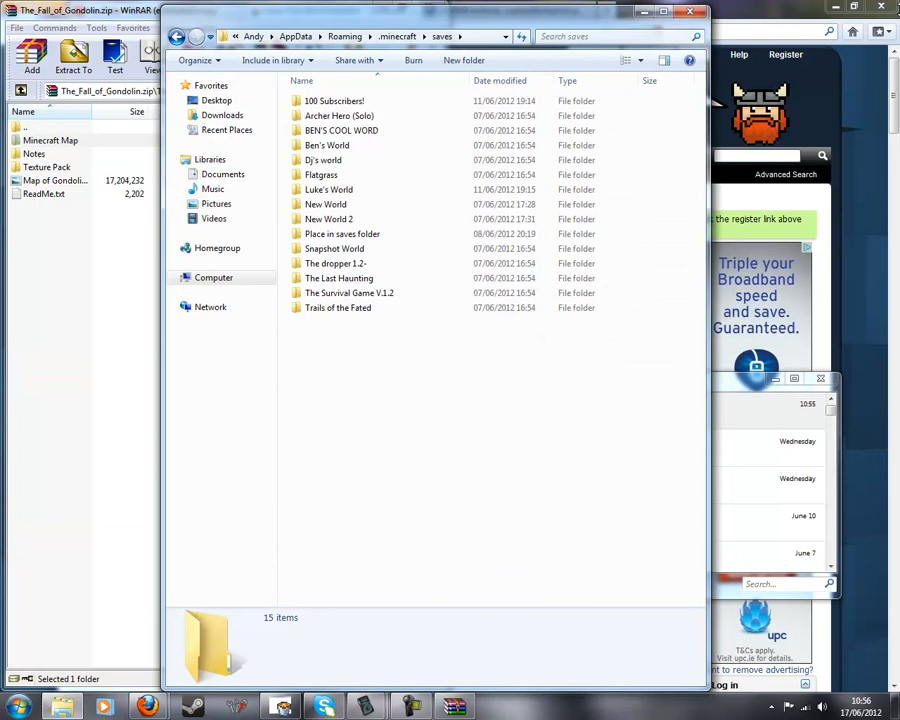 The_Fall_of_Gondolin.zip - WinRAR
File Commands Tools Favorites
Add Extract To Test
The_Fall_of_Gondolin.zip
Name Size
..
Minecraft Map
Notes
Texture Pack
Map of Gondoli... 17,204,232
ReadMe.txt 2,202
Selected 1 folder
« Andy AppData Roaming .minecraft saves
Search saves
Organize Include in library Share with Burn New folder
Favorites
Desktop
Downloads
Recent Places
Libraries
Documents
Music
Pictures
Videos
Homegroup
Computer
Network
Name Date modified Type Size
100 Subscribers! 11/06/2012 19:14 File folder
Archer Hero (Solo) 07/06/2012 16:54 File folder
BEN'S COOL WORD 07/06/2012 16:54 File folder
Ben's World 07/06/2012 16:54 File folder
Dj's world 07/06/2012 16:54 File folder
Flatgrass 07/06/2012 16:54 File folder
Luke's World 11/06/2012 19:15 File folder
New World 07/06/2012 17:28 File folder
New World 2 07/06/2012 17:31 File folder
Place in saves folder 08/06/2012 20:19 File folder
Snapshot World 07/06/2012 16:54 File folder
The dropper 1.2- 07/06/2012 16:54 File folder
The Last Haunting 07/06/2012 16:54 File folder
The Survival Game V.1.2 07/06/2012 16:54 File folder
Trails of the Fated 07/06/2012 16:54 File folder
15 items
Help Register
Advanced Search
the register link above
Triple your
Broadband
speed
and save.
Guaranteed.
10:55
Wednesday
Wednesday
June 10
June 7
Search...
upc
T&Cs apply.
Visit upc.ie for details.
t to remove advertising?
Log in
10:56
17/06/2012